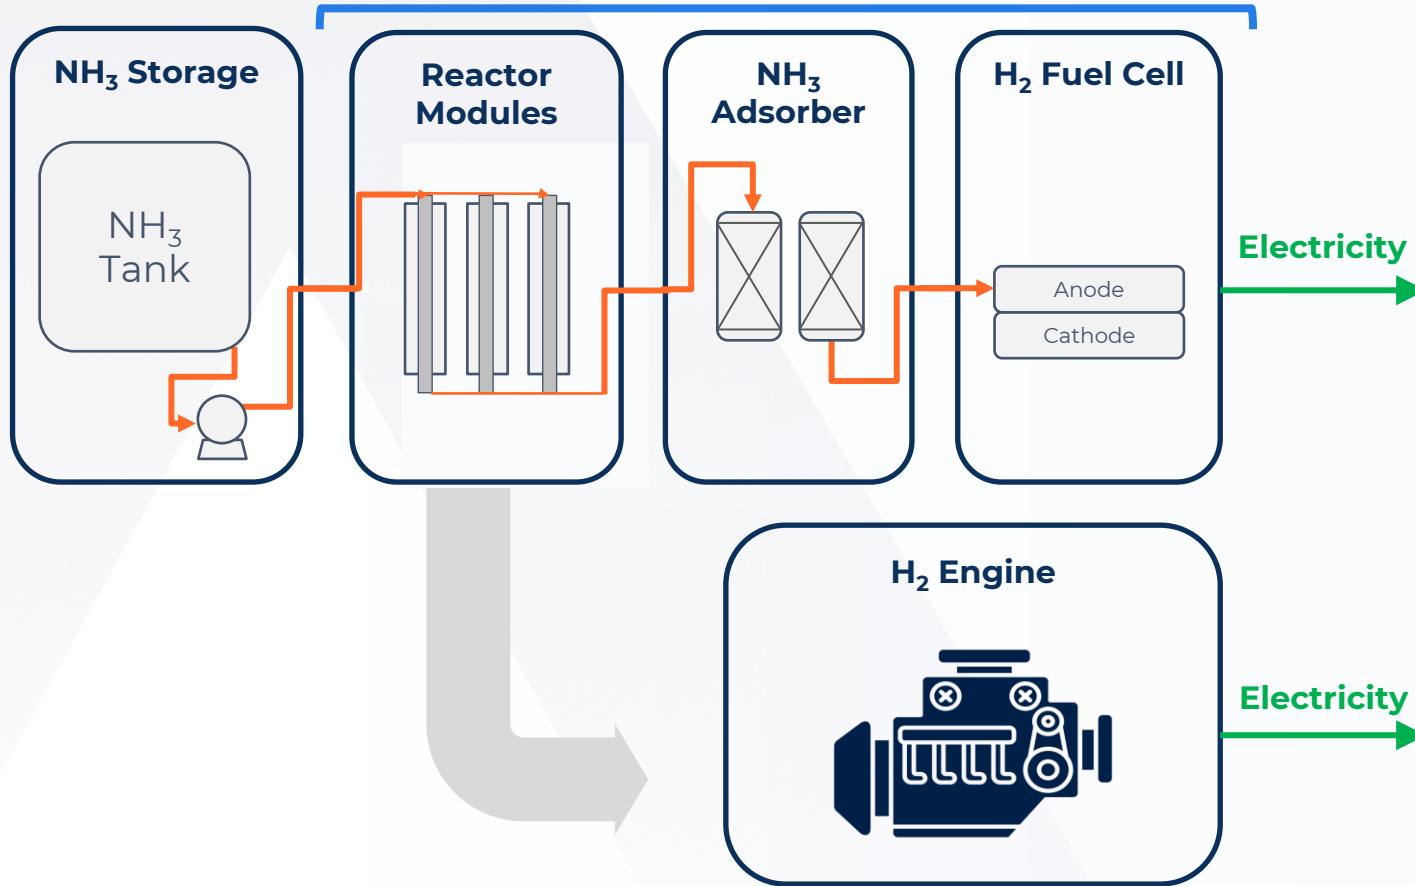 NH₃ Storage
Reactor
Modules
NH₃
Adsorber
H₂ Fuel Cell
NH₃
Tank
Electricity
Anode
Cathode
H₂ Engine
Electricity